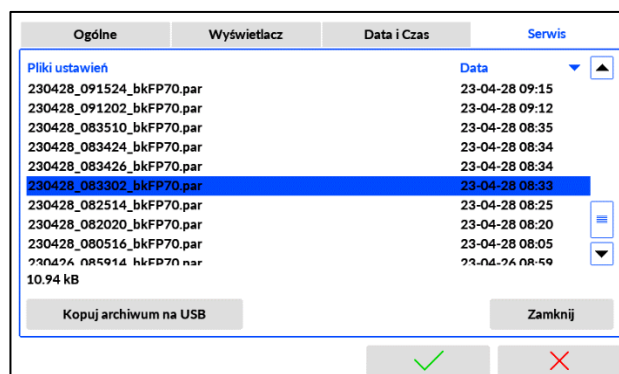 Ogólne Wyświetlacz Data i Czas Serwis
Pliki ustawień Data
230428_091524_bkFP70.par 23-04-28 09:15
230428_091202_bkFP70.par 23-04-28 09:12
230428_083510_bkFP70.par 23-04-28 08:35
230428_083424_bkFP70.par 23-04-28 08:34
230428_083426_bkFP70.par 23-04-28 08:34
230428_083302_bkFP70.par 23-04-28 08:33
230428_082514_bkFP70.par 23-04-28 08:25
230428_082020_bkFP70.par 23-04-28 08:20
230428_080516_bkFP70.par 23-04-28 08:05
230426_085914_bkFP70.par 23-04-26 08:59
10.94 kB
Kopuj archiwum na USB Zamknij